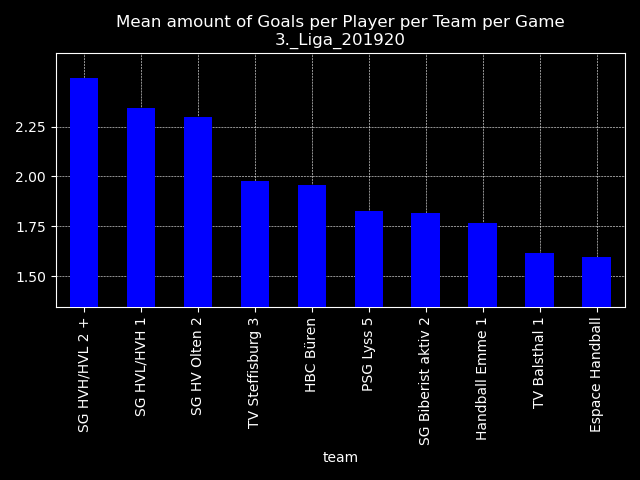 Mean amount of Goals per Player per Team per Game
3._Liga_201920
2.25
2.00
1.75
1.50
SG HVH/HVL 2 +
SG HVL/HVH 1
SG HV Olten 2
TV Steffisburg 3
HBC Büren
PSG Lyss 5
SG Biberist aktiv 2
Handball Emme 1
TV Balsthal 1
Espace Handball
team